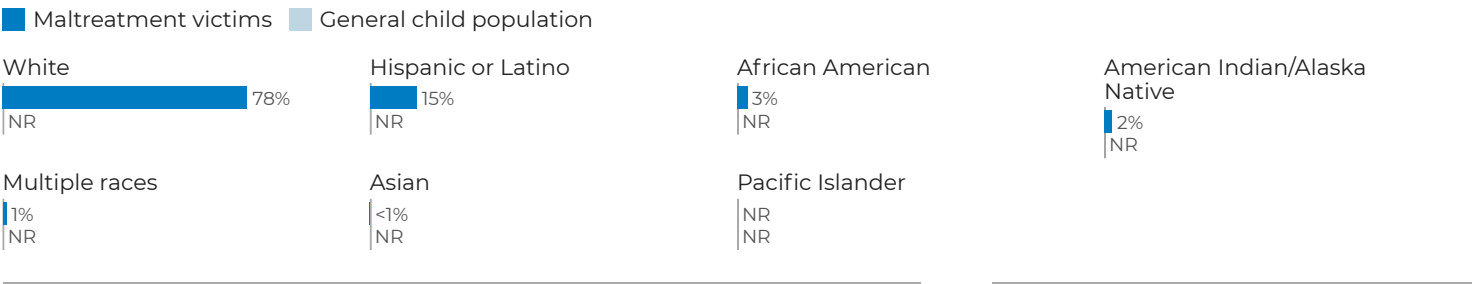 Maltreatment victims General child population
White
78%
NR
Hispanic or Latino
15%
NR
African American
3%
NR
American Indian/Alaska
Native
2%
NR
Multiple races
1%
NR
Asian
<1%
NR
Pacific Islander
NR
NR